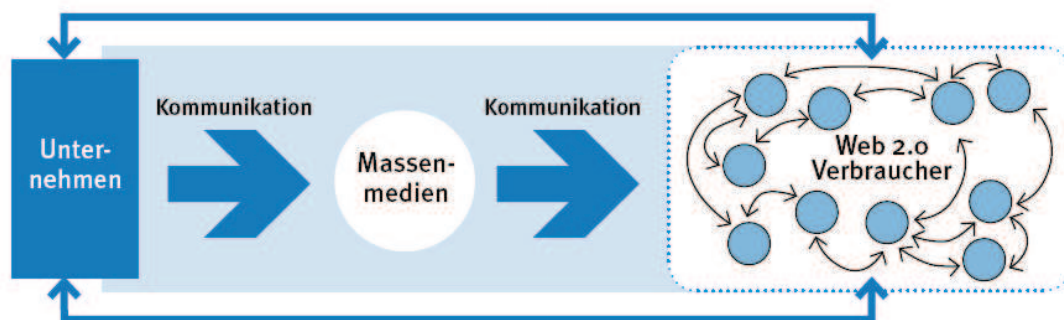 Kommunikation
Kommunikation
Unter-
nehmen
Massen-
medien
Web 2.0
Verbraucher